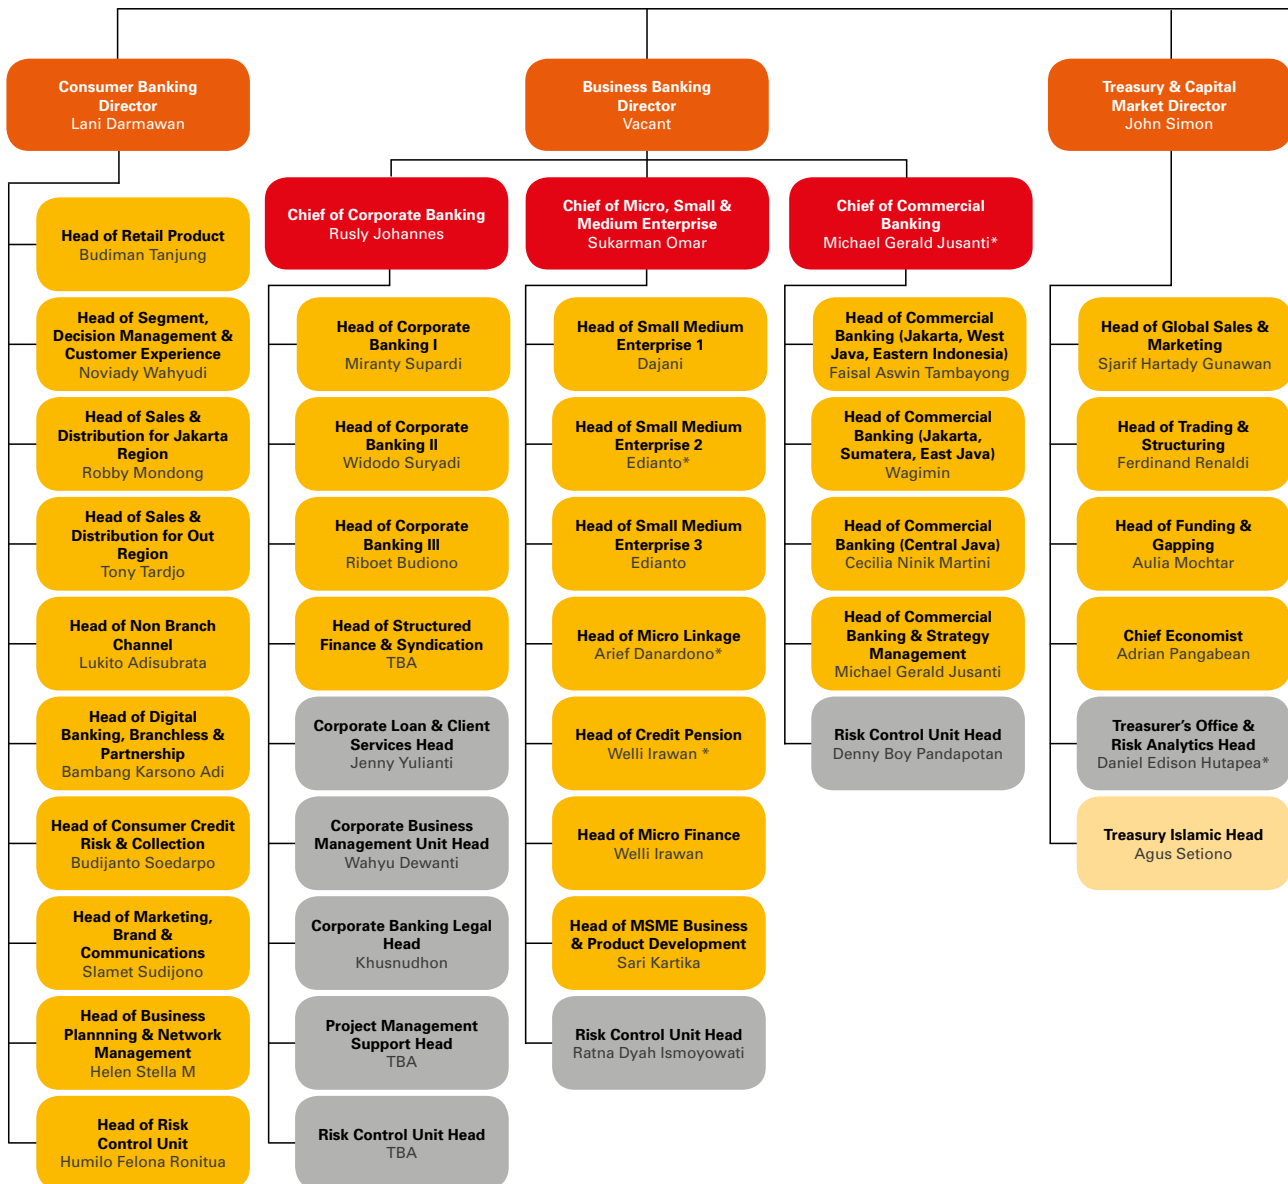 Consumer Banking
Director
Lani Darmawan
Business Banking
Director
Vacant
Treasury & Capital
Market Director
John Simon
Head of Retail Product
Budiman Tanjung
Head of Segment,
Decision Management &
Customer Experience
Noviady Wahyudi
Head of Sales &
Distribution for Jakarta
Region
Robby Mondong
Head of Sales &
Distribution for Out
Region
Tony Tardjo
Head of Non Branch
Channel
Lukito Adisubrata
Head of Digital
Banking, Branchless &
Partnership
Bambang Karsono Adi
Head of Consumer Credit
Risk & Collection
Budijanto Soedarpo
Head of Marketing,
Brand &
Communications
Slamet Sudijono
Head of Business
Plannning & Network
Management
Helen Stella M
Head of Risk
Control Unit
Humilo Felona Ronitua
Chief of Corporate Banking
Rusly Johannes
Head of Corporate
Banking I
Miranty Supardi
Head of Corporate
Banking II
Widodo Suryadi
Head of Corporate
Banking III
Riboet Budiono
Head of Structured
Finance & Syndication
TBA
Corporate Loan & Client
Services Head
Jenny Yulianti
Corporate Business
Management Unit Head
Wahyu Dewanti
Corporate Banking Legal
Head
Khusnudhon
Project Management
Support Head
TBA
Risk Control Unit Head
TBA
Chief of Micro, Small &
Medium Enterprise
Sukarman Omar
Head of Small Medium
Enterprise 1
Dajani
Head of Small Medium
Enterprise 2
Edianto*
Head of Small Medium
Enterprise 3
Edianto
Head of Micro Linkage
Arief Danardono*
Head of Credit Pension
Welli Irawan *
Head of Micro Finance
Welli Irawan
Head of MSME Business
& Product Development
Sari Kartika
Risk Control Unit Head
Ratna Dyah Ismoyowati
Chief of Commercial
Banking
Michael Gerald Jusanti*
Head of Commercial
Banking (Jakarta, West
Java, Eastern Indonesia)
Faisal Aswin Tambayong
Head of Commercial
Banking (Jakarta,
Sumatera, East Java)
Wagimin
Head of Commercial
Banking (Central Java)
Cecilia Ninik Martini
Head of Commercial
Banking & Strategy
Management
Michael Gerald Jusanti
Risk Control Unit Head
Denny Boy Pandapotan
Head of Global Sales &
Marketing
Sjarif Hartady Gunawan
Head of Trading &
Structuring
Ferdinand Renaldi
Head of Funding &
Gapping
Aulia Mochtar
Chief Economist
Adrian Pangabean
Treasurer's Office &
Risk Analytics Head
Daniel Edison Hutapea*
Treasury Islamic Head
Agus Setiono